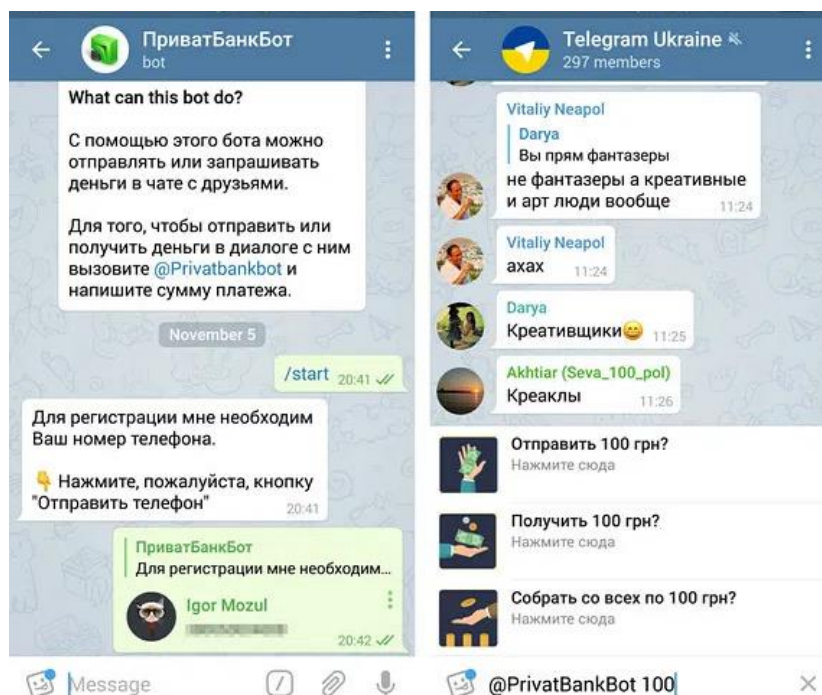 ПриватБанкБот
bot
What can this bot do?
С помощью этого бота можно
отправлять или запрашивать
деньги в чате с друзьями.
Для того, чтобы отправить или
получить деньги в диалоге с ним
вызовите @Privatbankbot и
напишите сумму платежа.
November 5
/start 20:41
Для регистрации мне необходим
Ваш номер телефона.
Нажмите, пожалуйста, кнопку
"Отправить телефон"
20:41
ПриватБанкБот
Для регистрации мне необходим...
Igor Mozul
20:42
Message
Telegram Ukraine
297 members
Vitaliy Neapol
Darya
Вы прям фантазеры
не фантазеры а креативные
и арт люди вообще
11:24
Vitaliy Neapol
ахах 11:24
Darya
Креативщики 11:25
Akhtiar (Seva_100_pol)
Креаклы 11:26
Отправить 100 грн?
Нажмите сюда
Получить 100 грн?
Нажмите сюда
Собрать со всех по 100 грн?
Нажмите сюда
@PrivatBankBot 100